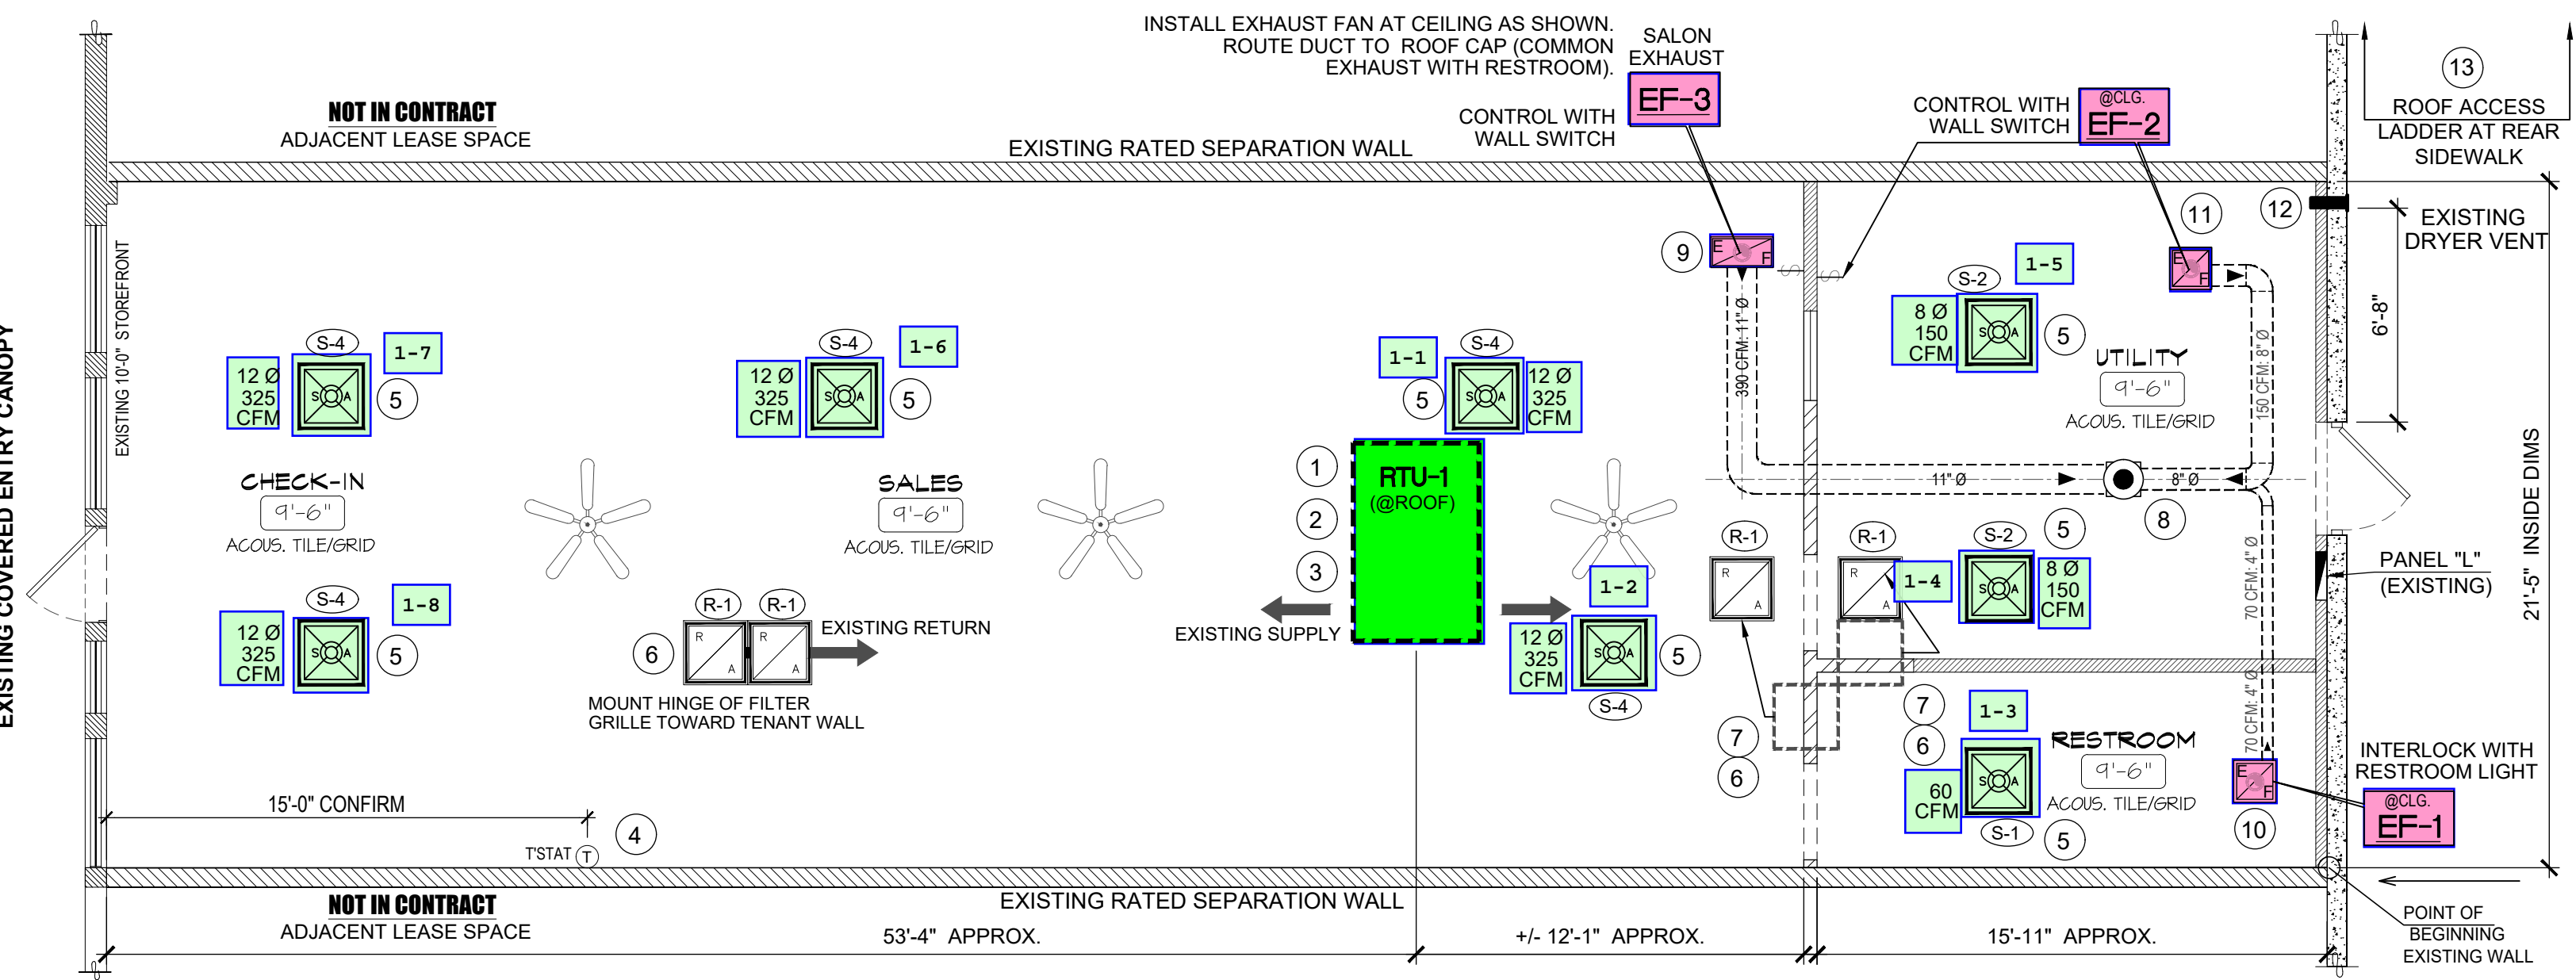 INSTALL EXHAUST FAN AT CEILING AS SHOWN.
ROUTE DUCT TO ROOF CAP (COMMON
EXHAUST WITH RESTROOM).
SALON
EXHAUST
EF-3
CONTROL WITH
WALL SWITCH
CONTROL WITH
WALL SWITCH
@CLG.
EF-2
13
ROOF ACCESS
LADDER AT REAR
SIDEWALK
NOT IN CONTRACT
ADJACENT LEASE SPACE
EXISTING RATED SEPARATION WALL
EXISTING COVERED ENTRY CANOPY
EXISTING 10'-0" STOREFRONT
9
E
F
11
E
F
12
EXISTING
DRYER VENT
6'-8"
S-2
1-5
8 Ø
150
CFM
S
A
5
UTILITY
9'-6"
ACOUS. TILE/GRID
390 CFM: 11" Ø
150 CFM: 8" Ø
S-4
1-7
12 Ø
325
CFM
S
A
5
S-4
1-6
12 Ø
325
CFM
S
A
5
1-1
S-4
5
S
A
12 Ø
325
CFM
CHECK-IN
9'-6"
ACOUS. TILE/GRID
SALES
9'-6"
ACOUS. TILE/GRID
1
2
3
RTU-1
(@ROOF)
11" Ø
8" Ø
8
21'-5" INSIDE DIMS
S-4
1-8
12 Ø
325
CFM
S
A
5
R-1
R-1
6
R
A
R
A
EXISTING RETURN
MOUNT HINGE OF FILTER
GRILLE TOWARD TENANT WALL
EXISTING SUPPLY
1-2
12 Ø
325
CFM
S
A
5
S-4
R-1
R
A
R-1
R
A
1-4
S-2
5
S
A
8 Ø
150
CFM
70 CFM: 4" Ø
70 CFM: 4" Ø
PANEL "L"
(EXISTING)
7
6
7
6
1-3
60
CFM
S
A
S-1
5
RESTROOM
9'-6"
ACOUS. TILE/GRID
E
F
10
INTERLOCK WITH
RESTROOM LIGHT
@CLG.
EF-1
15'-0" CONFIRM
T'STAT
T
4
NOT IN CONTRACT
ADJACENT LEASE SPACE
EXISTING RATED SEPARATION WALL
53'-4" APPROX.
+/- 12'-1" APPROX.
15'-11" APPROX.
POINT OF
BEGINNING
EXISTING WALL